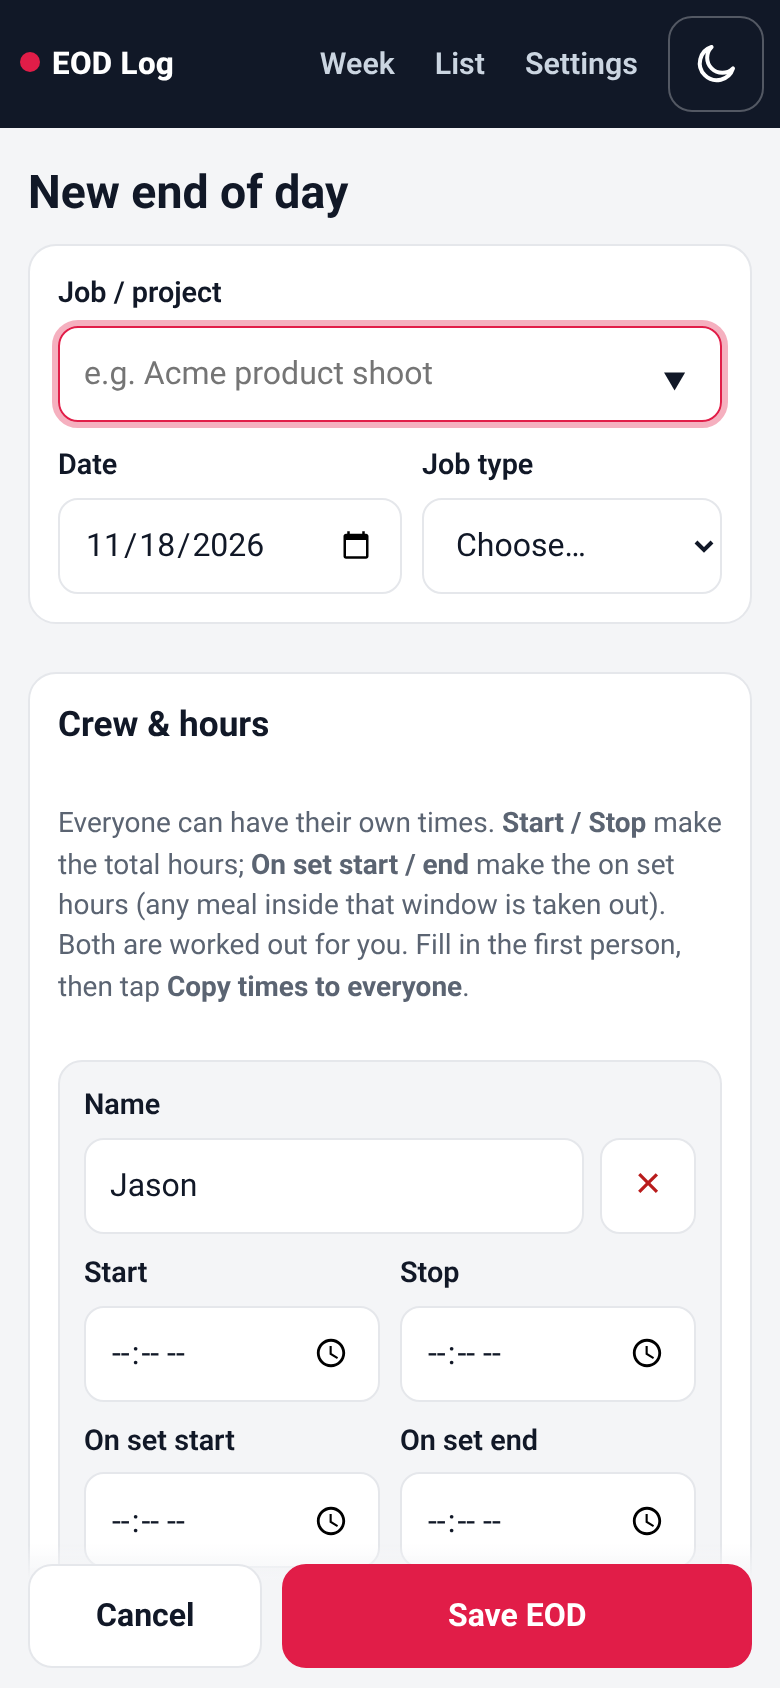 EOD Log
Week
List
Settings
New end of day
Job / project
e.g. Acme product shoot
Date
Job type
11/18/2026
Choose...
Crew & hours
Everyone can have their own times. Start / Stop make
the total hours; On set start / end make the on set
hours (any meal inside that window is taken out).
Both are worked out for you. Fill in the first person,
then tap Copy times to everyone.
Name
Jason
Start
Stop
--:-- --
--:-- --
On set start
On set end
--:-- --
--:-- --
Cancel
Save EOD